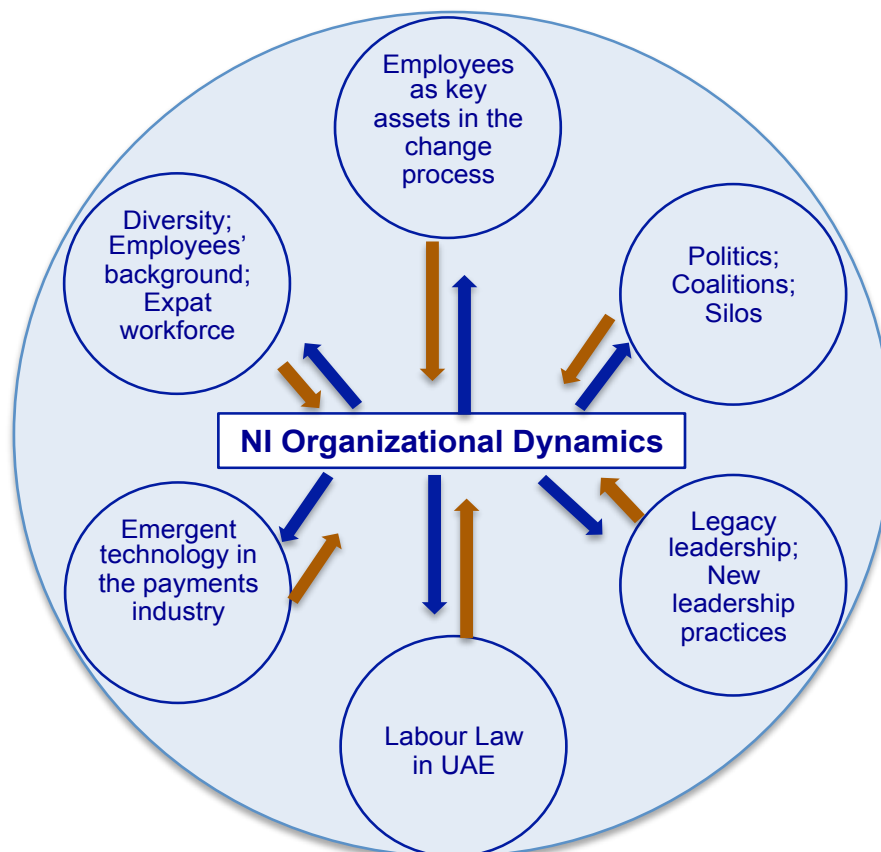 Employees
as key
assets in the
change
process
Diversity;
Employees’
background;
Expat
workforce
Politics;
Coalitions;
Silos
NI Organizational Dynamics
Emergent
technology in
the payments
industry
Legacy
leadership;
New
leadership
practices
Labour Law
in UAE